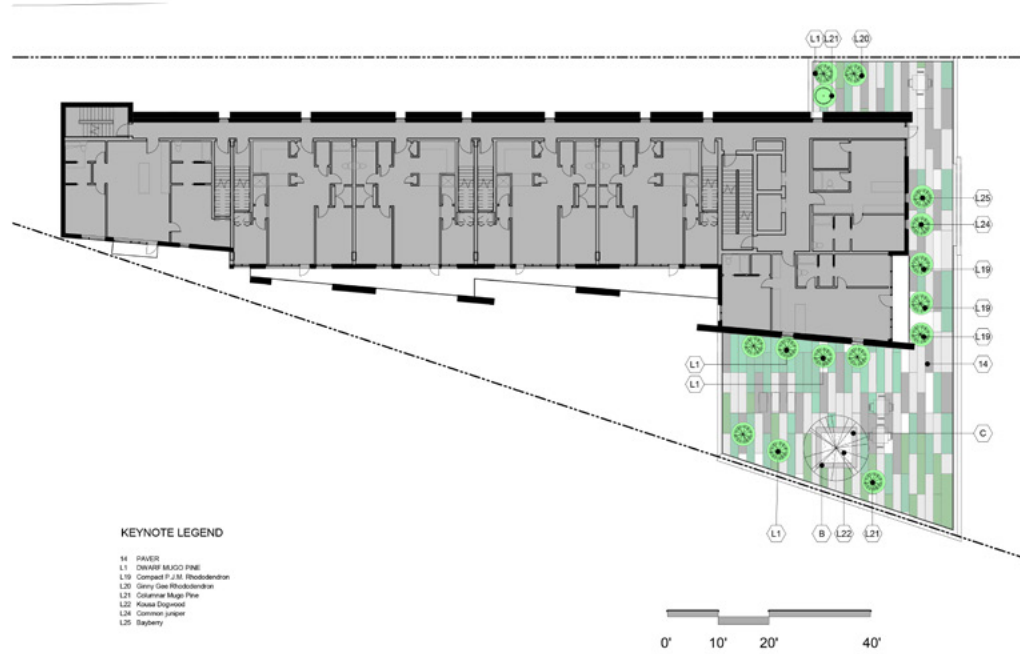 L1 L21 L20
L25
L24
L19
L19
L19
14
L1
L1
C
L1 B L22 L21
KEYNOTE LEGEND
14 PAVER
L1 DWARF MUGO PINE
L19 Compact P.J.M. Rhododendron
L20 Ginny Gee Rhododendron
L21 Columnar Mugo Pine
L22 Kousa Dogwood
L24 Common juniper
L25 Bayberry
0' 10' 20' 40'